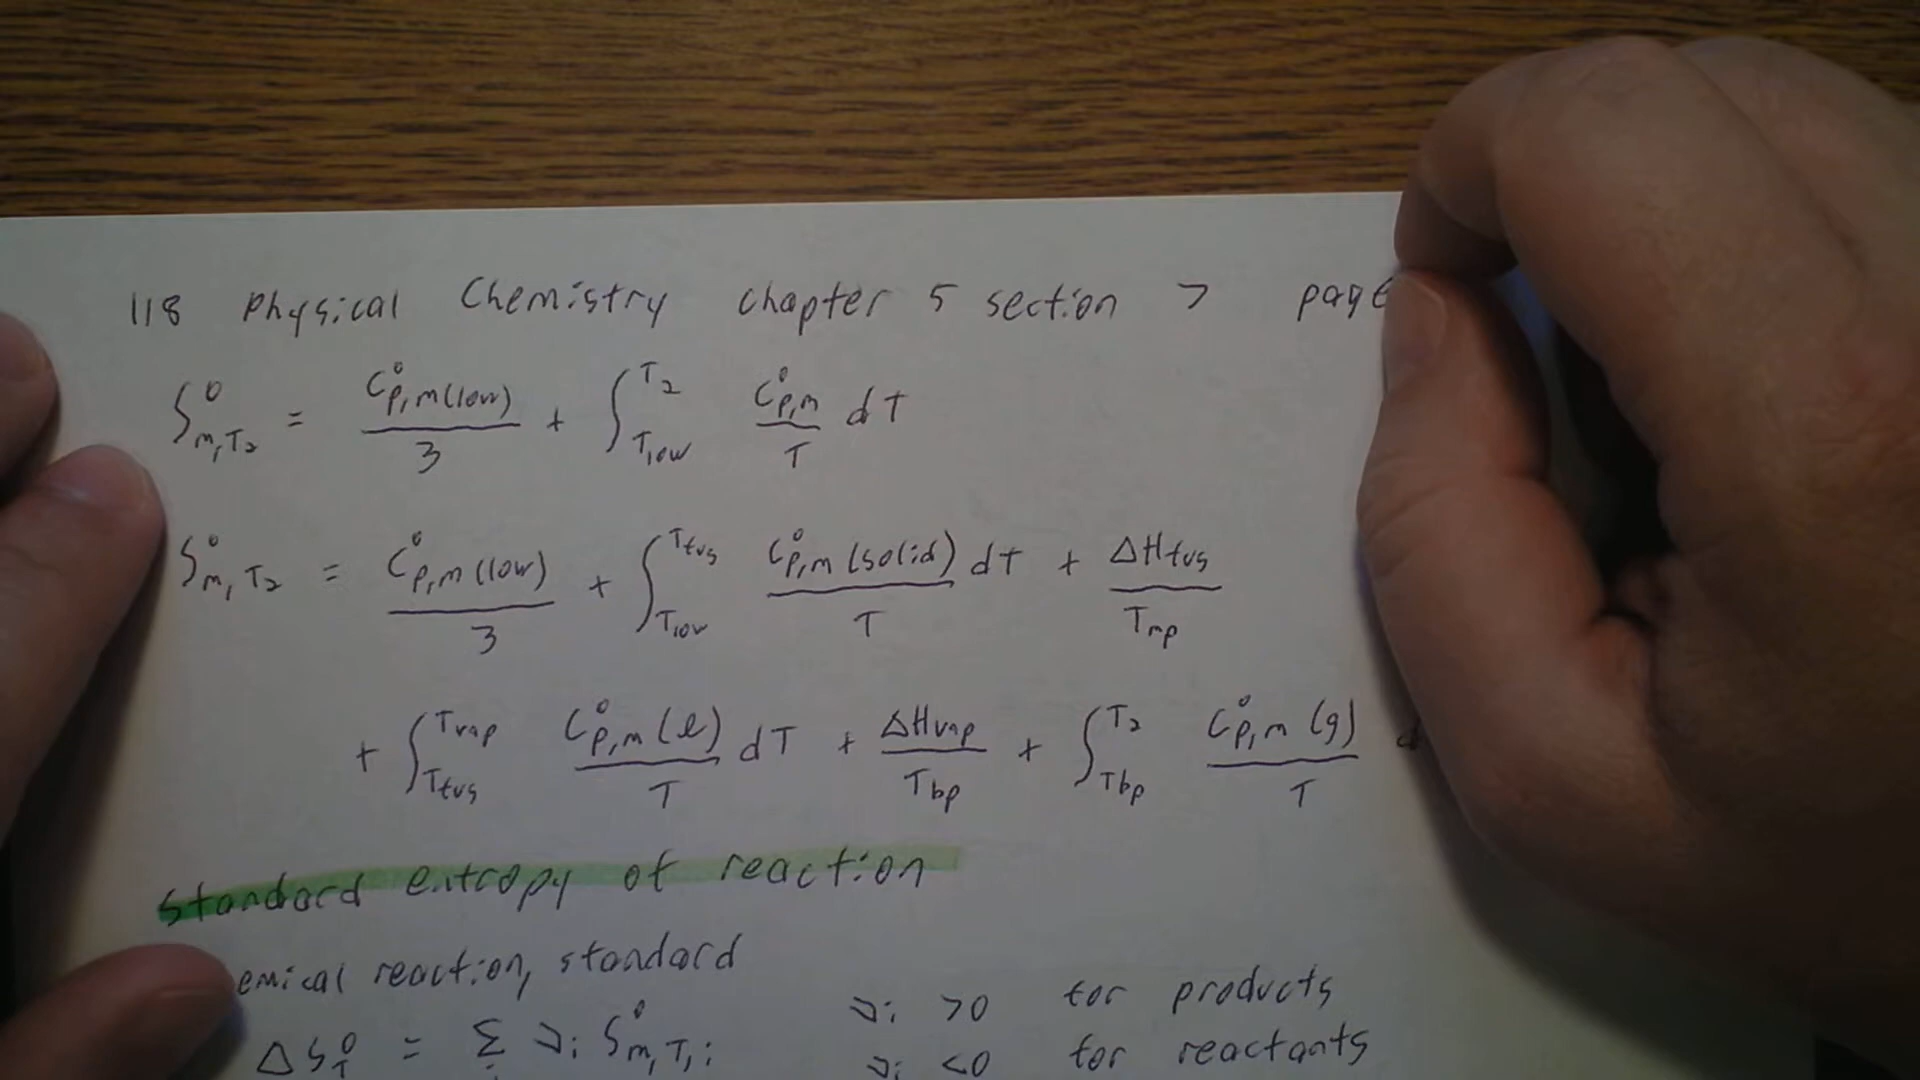 118 Physical Chemistry chapter 5 section 7 page
S°m,T2 = C°p,m(low)/3 + ∫Tlow^T2 C°p,m/T dT
S°m,T2 = C°p,m(low)/3 + ∫Tlow^Tfus C°p,m(solid)/T dT + ΔHfus/Tmp
+ ∫Tfus^Tvap C°p,m(l)/T dT + ΔHvap/Tbp + ∫Tbp^T2 C°p,m(g)/T d
standard entropy of reaction
emical reaction, standard
νi >0 for products
ΔS°T = Σi νi S°m,T,i
νi <0 for reactants